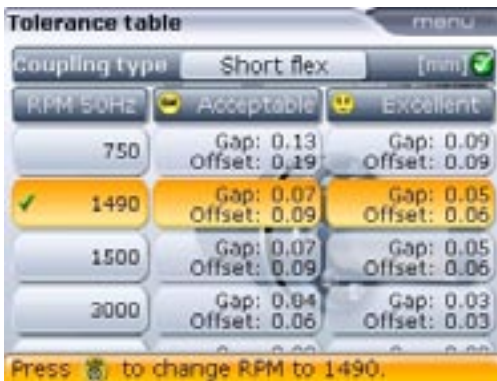 Tolerance table menu
Coupling type Short flex [mm]
RPM 50Hz Acceptable Excellent
750 Gap: 0.13 Offset: 0.19 Gap: 0.09 Offset: 0.09
1490 Gap: 0.07 Offset: 0.09 Gap: 0.05 Offset: 0.06
1500 Gap: 0.07 Offset: 0.09 Gap: 0.05 Offset: 0.06
3000 Gap: 0.04 Offset: 0.06 Gap: 0.03 Offset: 0.03
Press to change RPM to 1490.